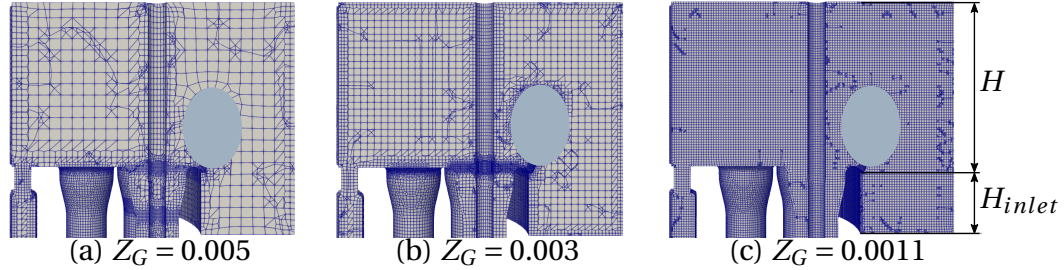 H
H_inlet
(a) Z_G = 0.005
(b) Z_G = 0.003
(c) Z_G = 0.0011